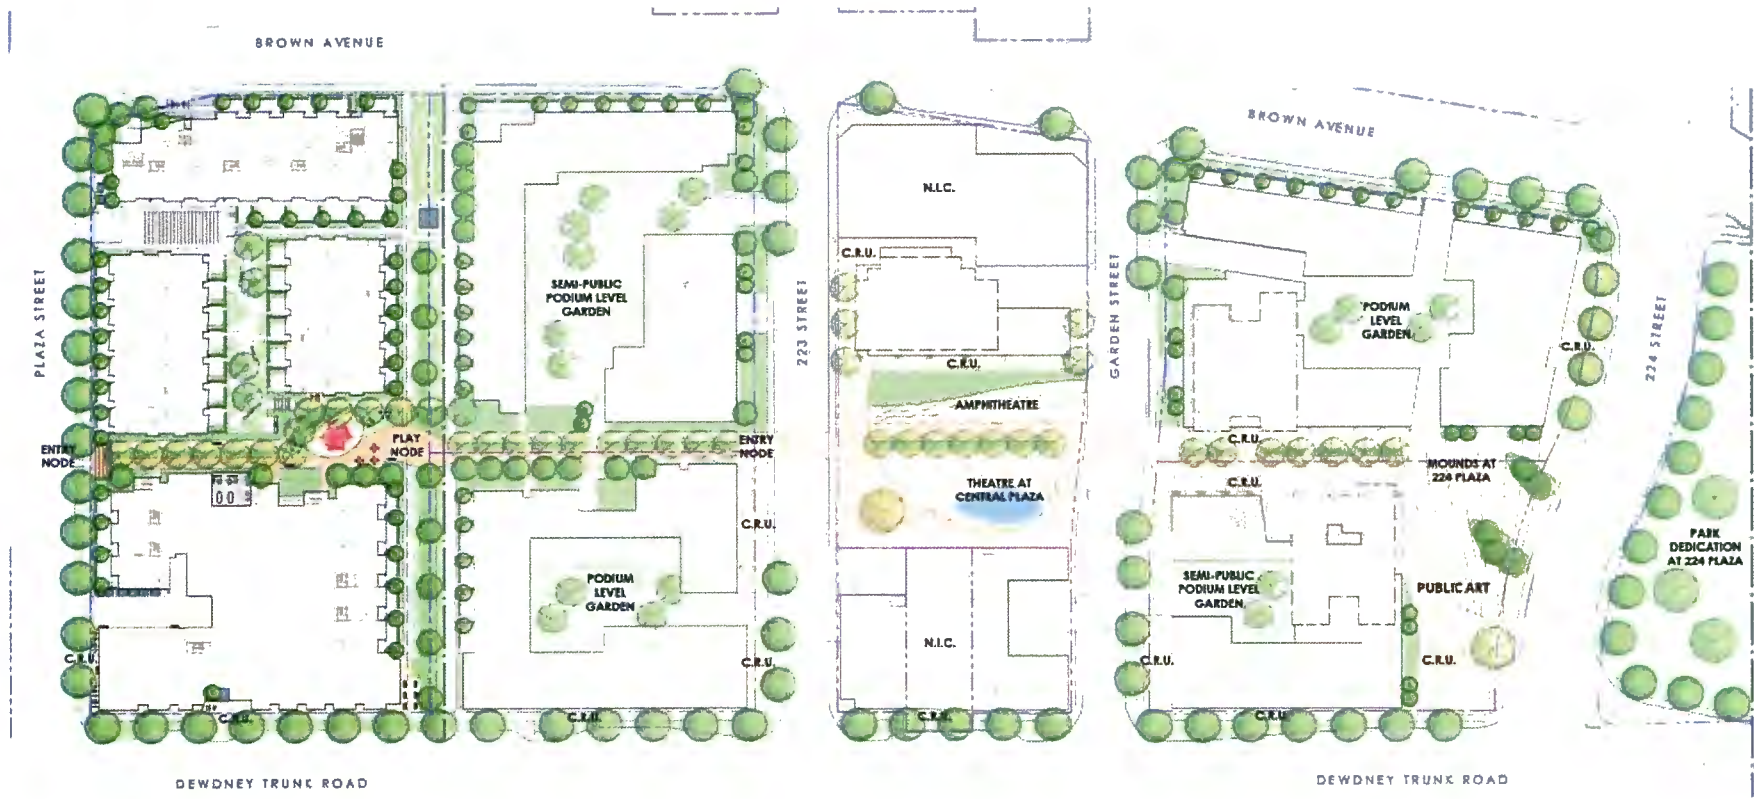 BROWN AVENUE
BROWN AVENUE
PLAZA STREET
223 STREET
GARDEN STREET
224 STREET
N.I.C.
C.R.U.
SEMI-PUBLIC
PODIUM LEVEL
GARDEN
PODIUM
LEVEL
GARDEN
C.R.U.
C.R.U.
AMPHITHEATRE
ENTRY
NODE
PLAY
NODE
ENTRY
NODE
C.R.U.
MOUNDS AT
224 PLAZA
C.R.U.
THEATRE AT
CENTRAL PLAZA
C.R.U.
PARK
DEDICATION
AT 224 PLAZA
PODIUM
LEVEL
GARDEN
SEMI-PUBLIC
PODIUM LEVEL
GARDEN
PUBLIC ART
N.I.C.
C.R.U.
C.R.U.
C.R.U.
C.R.U.
C.R.U.
C.R.U.
C.R.U.
C.R.U.
DEWDNEY TRUNK ROAD
DEWDNEY TRUNK ROAD